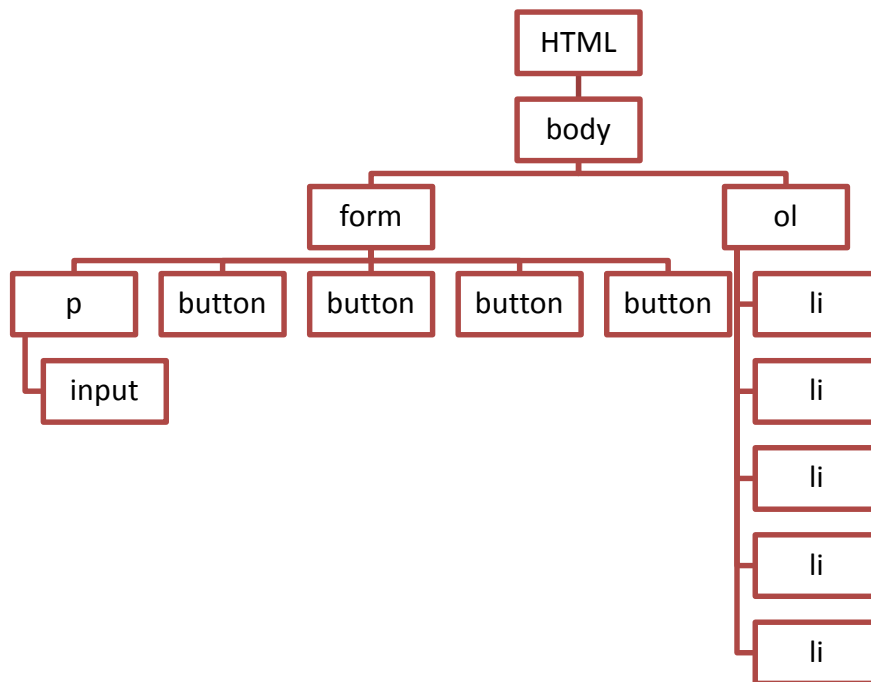 HTML
body
form
ol
p
button
button
button
button
li
input
li
li
li
li